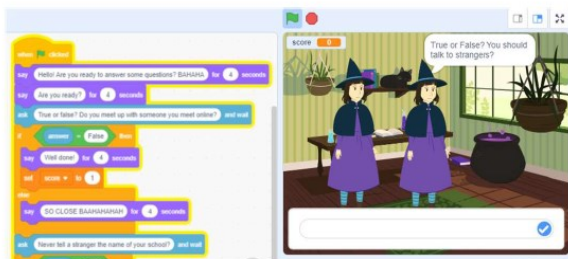 when clicked
say Hello! Are you ready to answer some questions? BAHAHA for 4 seconds
say Are you ready? for 4 seconds
ask True or false? Do you meet up with someone you meet online? and wait
if answer = False then
say Well done! for 4 seconds
set score to 1
else
say SO CLOSE BAAHAHAHAH for 4 seconds
ask Never tell a stranger the name of your school? and wait
score 0
True or False? You should
talk to strangers?